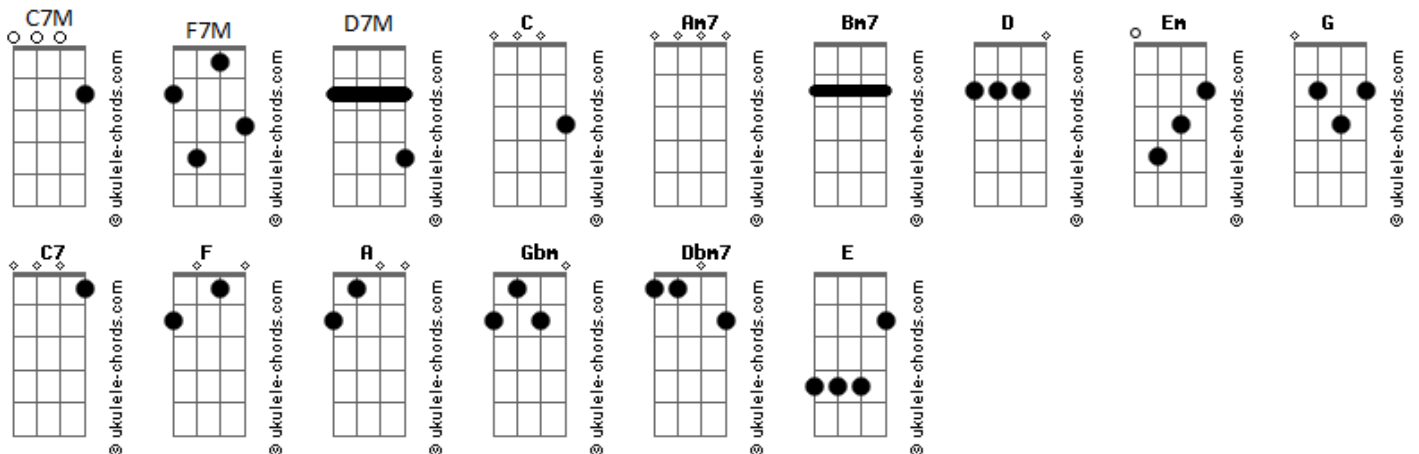 C7M F7M D7M C Am7 Bm7 D Em G
© ukulele-chords.com © ukulele-chords.com © ukulele-chords.com © ukulele-chords.com © ukulele-chords.com © ukulele-chords.com © ukulele-chords.com © ukulele-chords.com © ukulele-chords.com
C7 F A Gbm Dbm7 E
© ukulele-chords.com © ukulele-chords.com © ukulele-chords.com © ukulele-chords.com © ukulele-chords.com © ukulele-chords.com